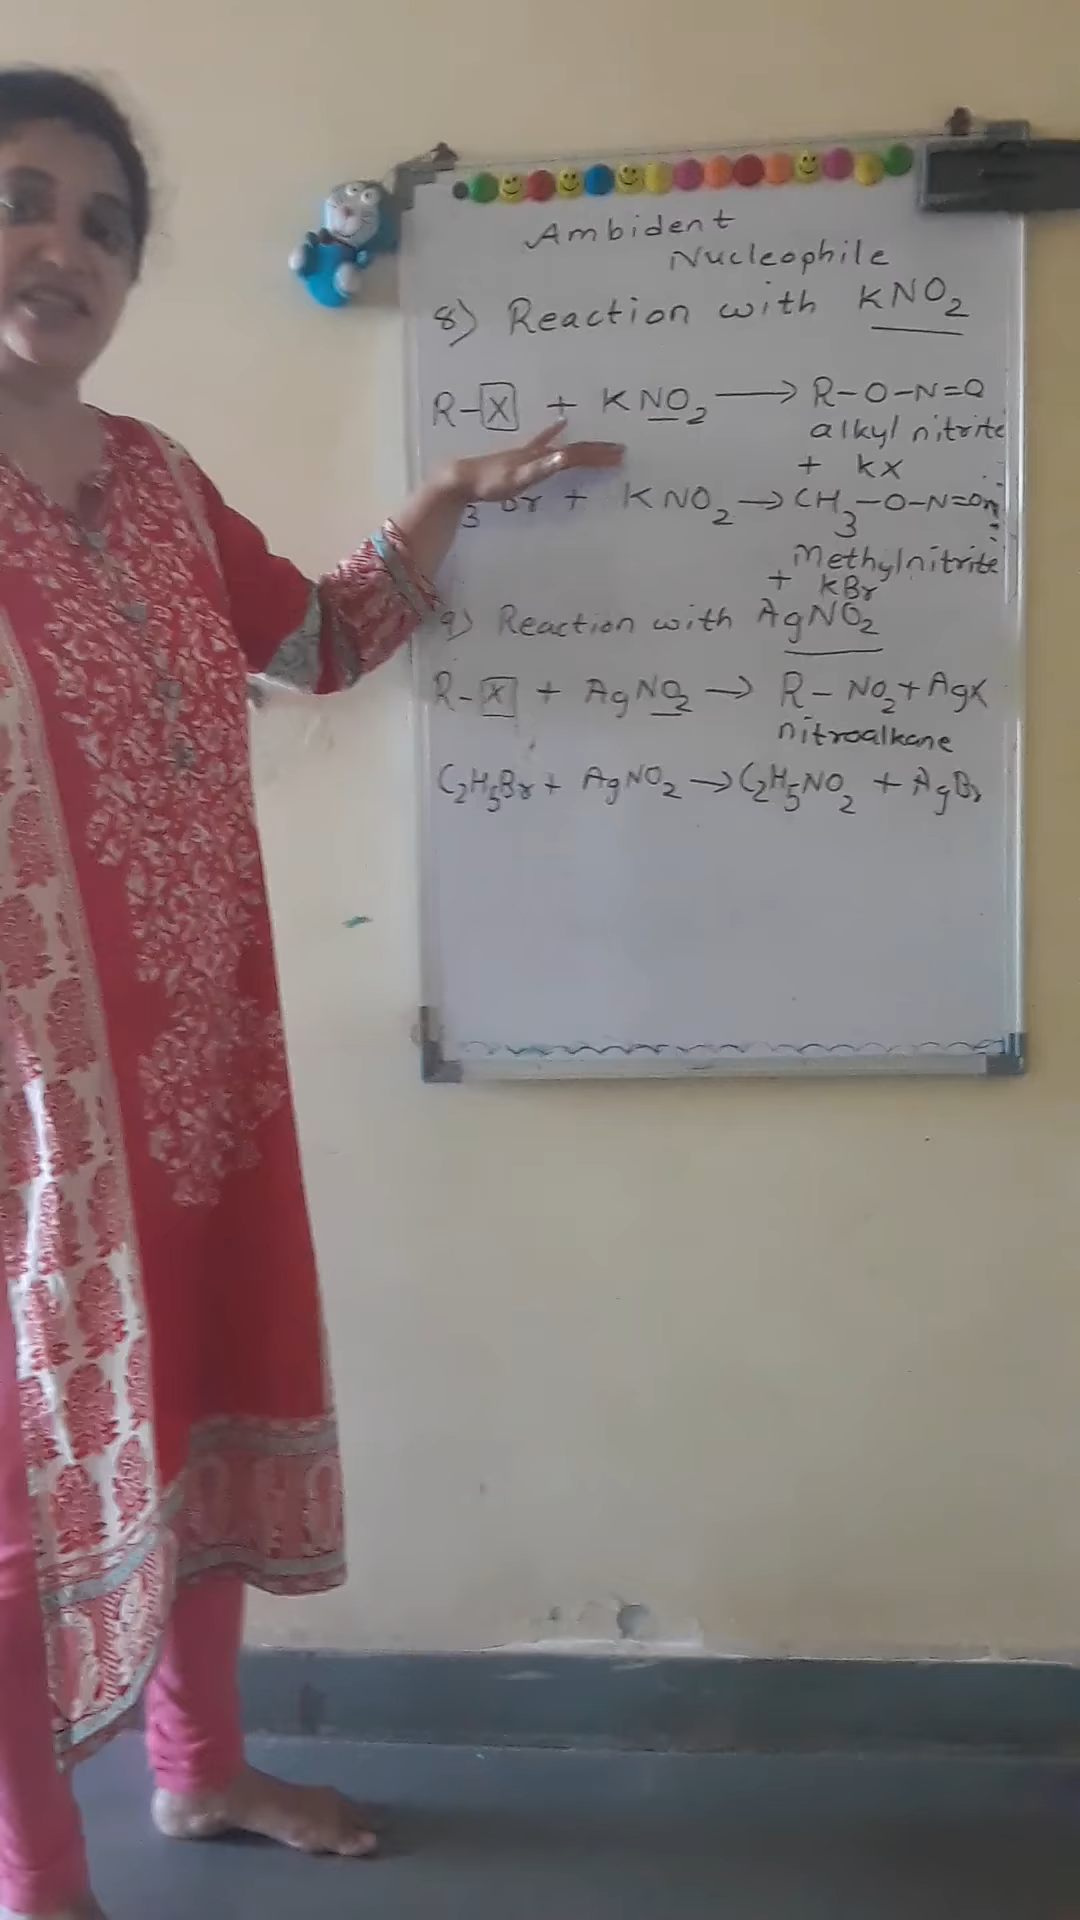 Ambident
Nucleophile
8) Reaction with KNO2
R-X + KNO2 ⟶ R-O-N=O
alkyl nitrite
+ KX
3 Br + KNO2 → CH3-O-N=O
Methylnitrite
+ KBr
9) Reaction with AgNO2
R-X + AgNO2 → R-NO2 + AgX
nitroalkane
C2H5Br + AgNO2 → C2H5NO2 + AgBr